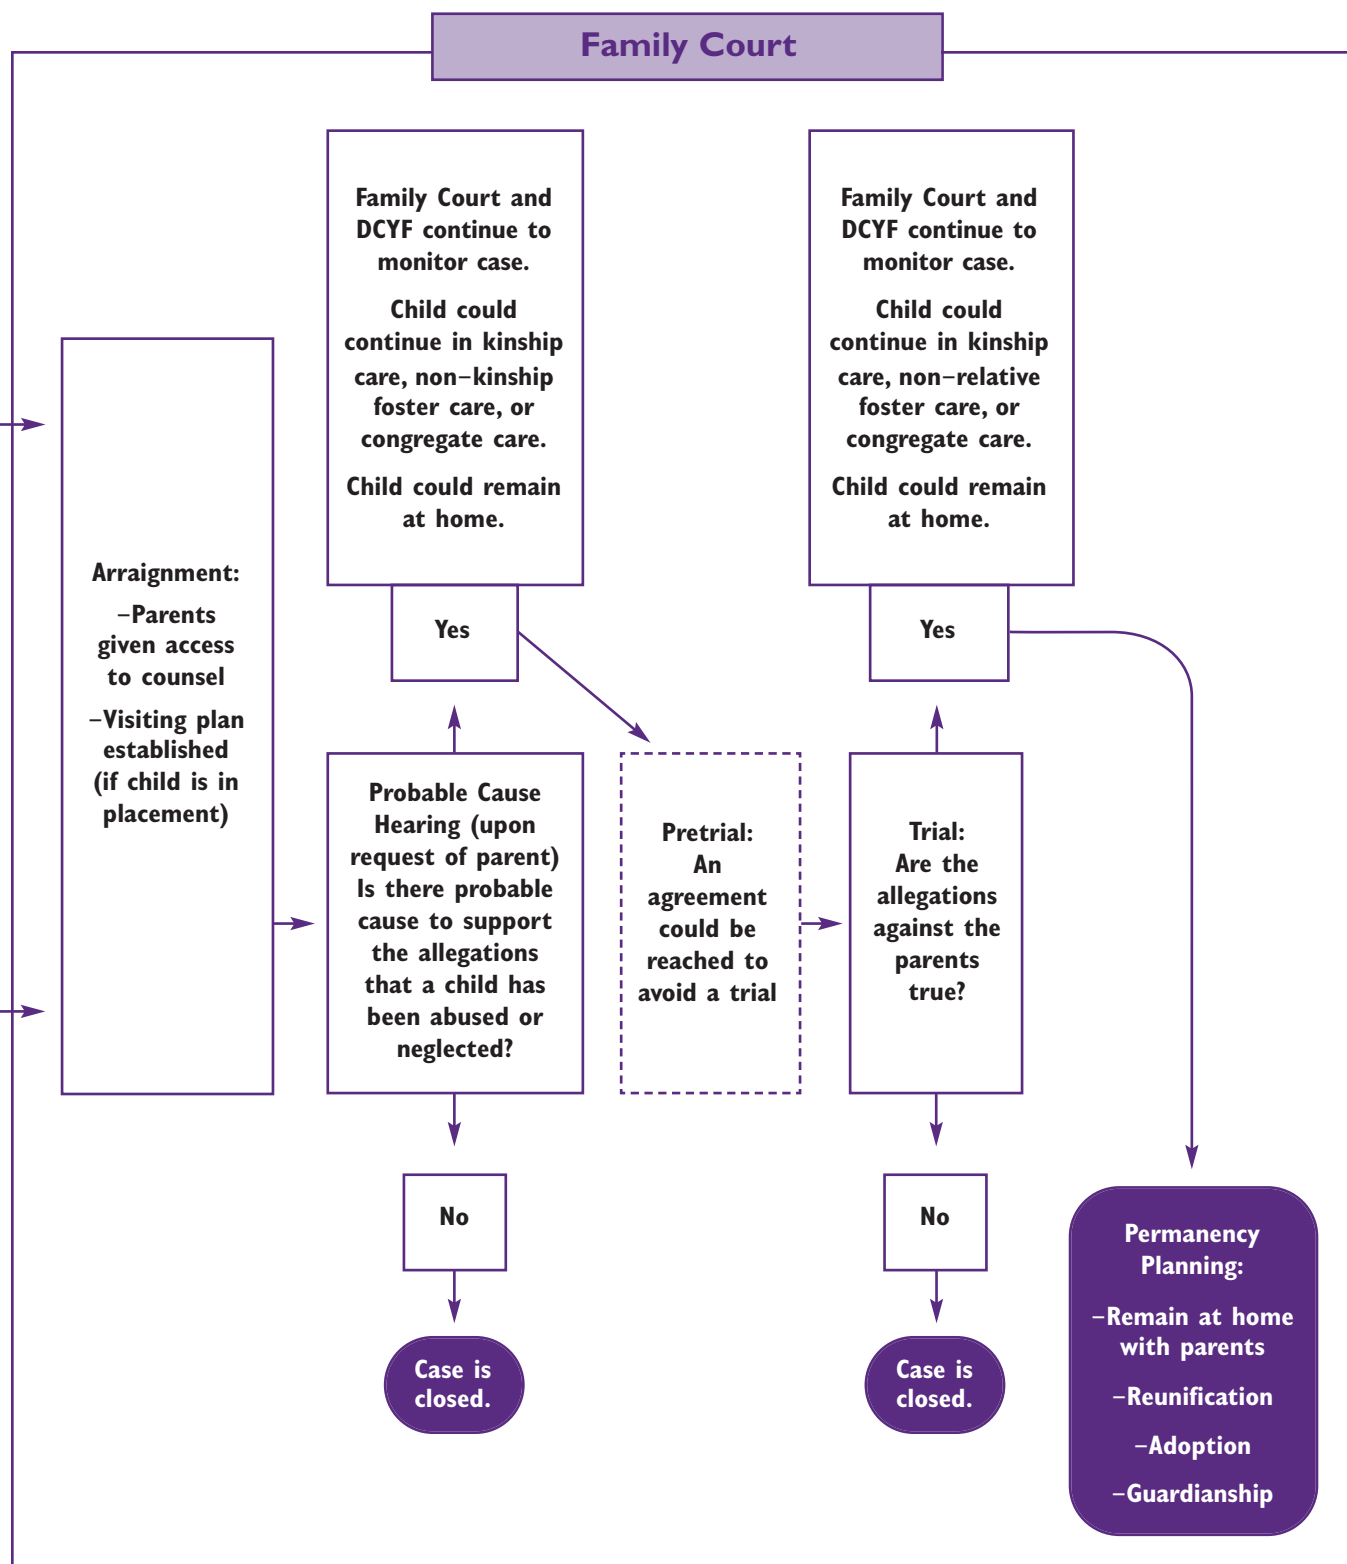 Family Court
Family Court and
DCYF continue to
monitor case.
Child could
continue in kinship
care, non–kinship
foster care, or
congregate care.
Child could remain
at home.
Family Court and
DCYF continue to
monitor case.
Child could
continue in kinship
care, non–relative
foster care, or
congregate care.
Child could remain
at home.
Arraignment:
–Parents
given access
to counsel
–Visiting plan
established
(if child is in
placement)
Yes
Yes
Probable Cause
Hearing (upon
request of parent)
Is there probable
cause to support
the allegations
that a child has
been abused or
neglected?
Pretrial:
An
agreement
could be
reached to
avoid a trial
Trial:
Are the
allegations
against the
parents
true?
No
No
Case is
closed.
Case is
closed.
Permanency
Planning:
–Remain at home
with parents
–Reunification
–Adoption
–Guardianship